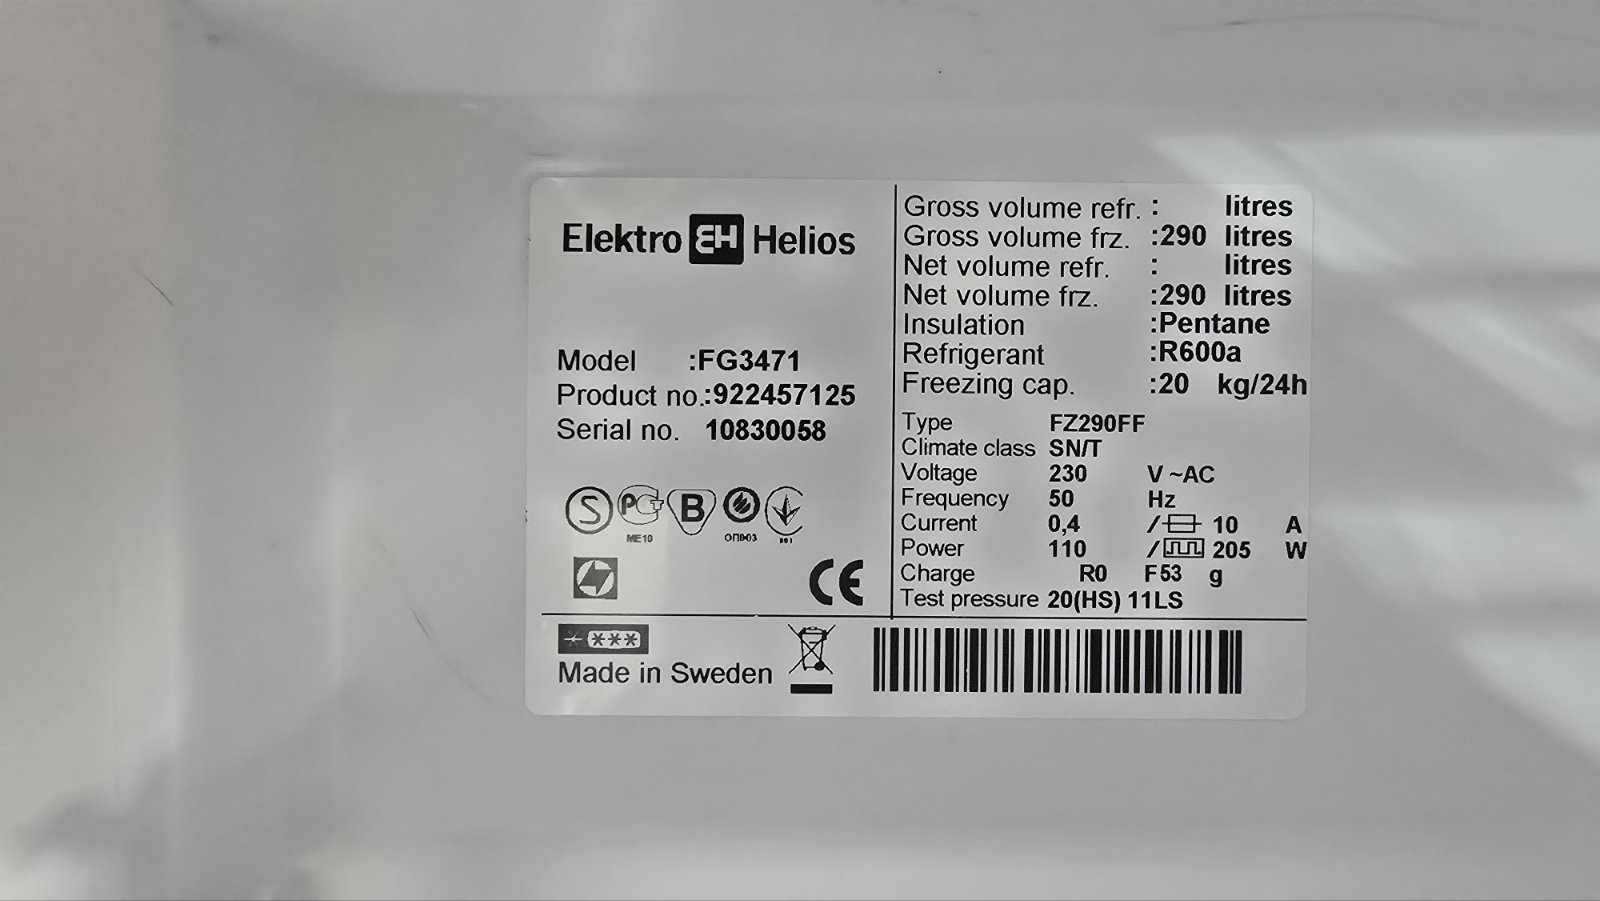 Elektro EH Helios
Model :FG3471
Product no.:922457125
Serial no. 10830058
S PCT B
ME10 ОП003 001
CE
Gross volume refr. : litres
Gross volume frz. :290 litres
Net volume refr. : litres
Net volume frz. :290 litres
Insulation :Pentane
Refrigerant :R600a
Freezing cap. :20 kg/24h
Type FZ290FF
Climate class SN/T
Voltage 230 V ~AC
Frequency 50 Hz
Current 0,4 / 10 A
Power 110 / 205 W
Charge R0 F53 g
Test pressure 20(HS) 11LS
Made in Sweden